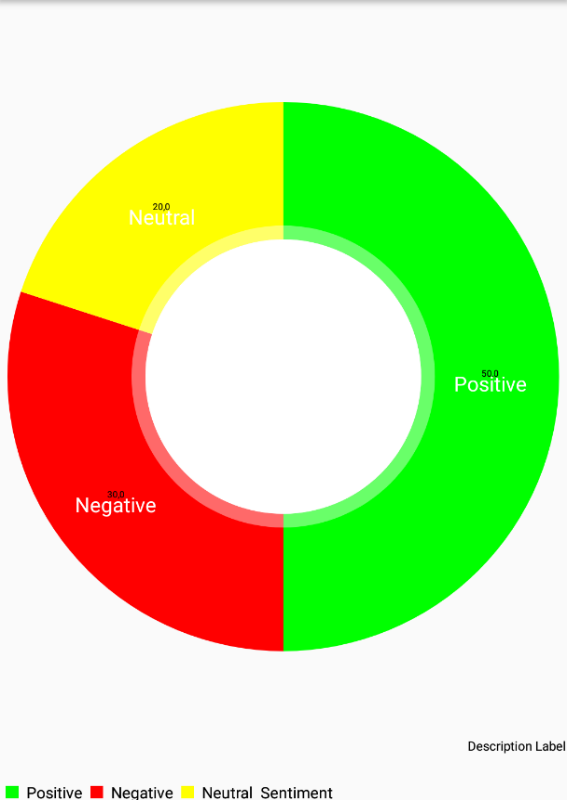 20,0
Neutral
50,0
Positive
30,0
Negative
Description Label
Positive Negative Neutral Sentiment